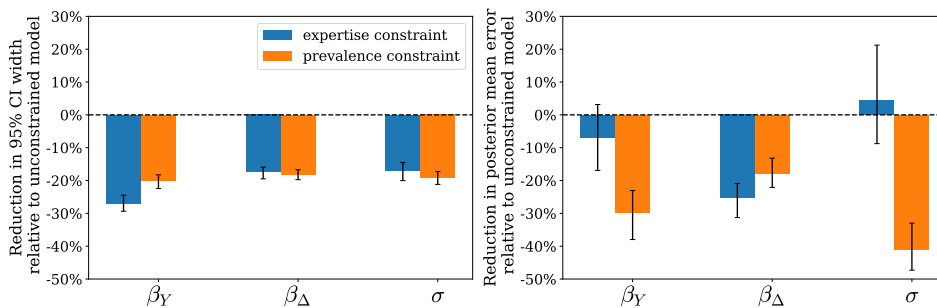 Reduction in 95% CI width
relative to unconstrained model
30%
20%
10%
0%
-10%
-20%
-30%
-40%
-50%
expertise constraint
prevalence constraint
β_Y
β_Δ
σ
Reduction in posterior mean error
relative to unconstrained model
30%
20%
10%
0%
-10%
-20%
-30%
-40%
-50%
β_Y
β_Δ
σ